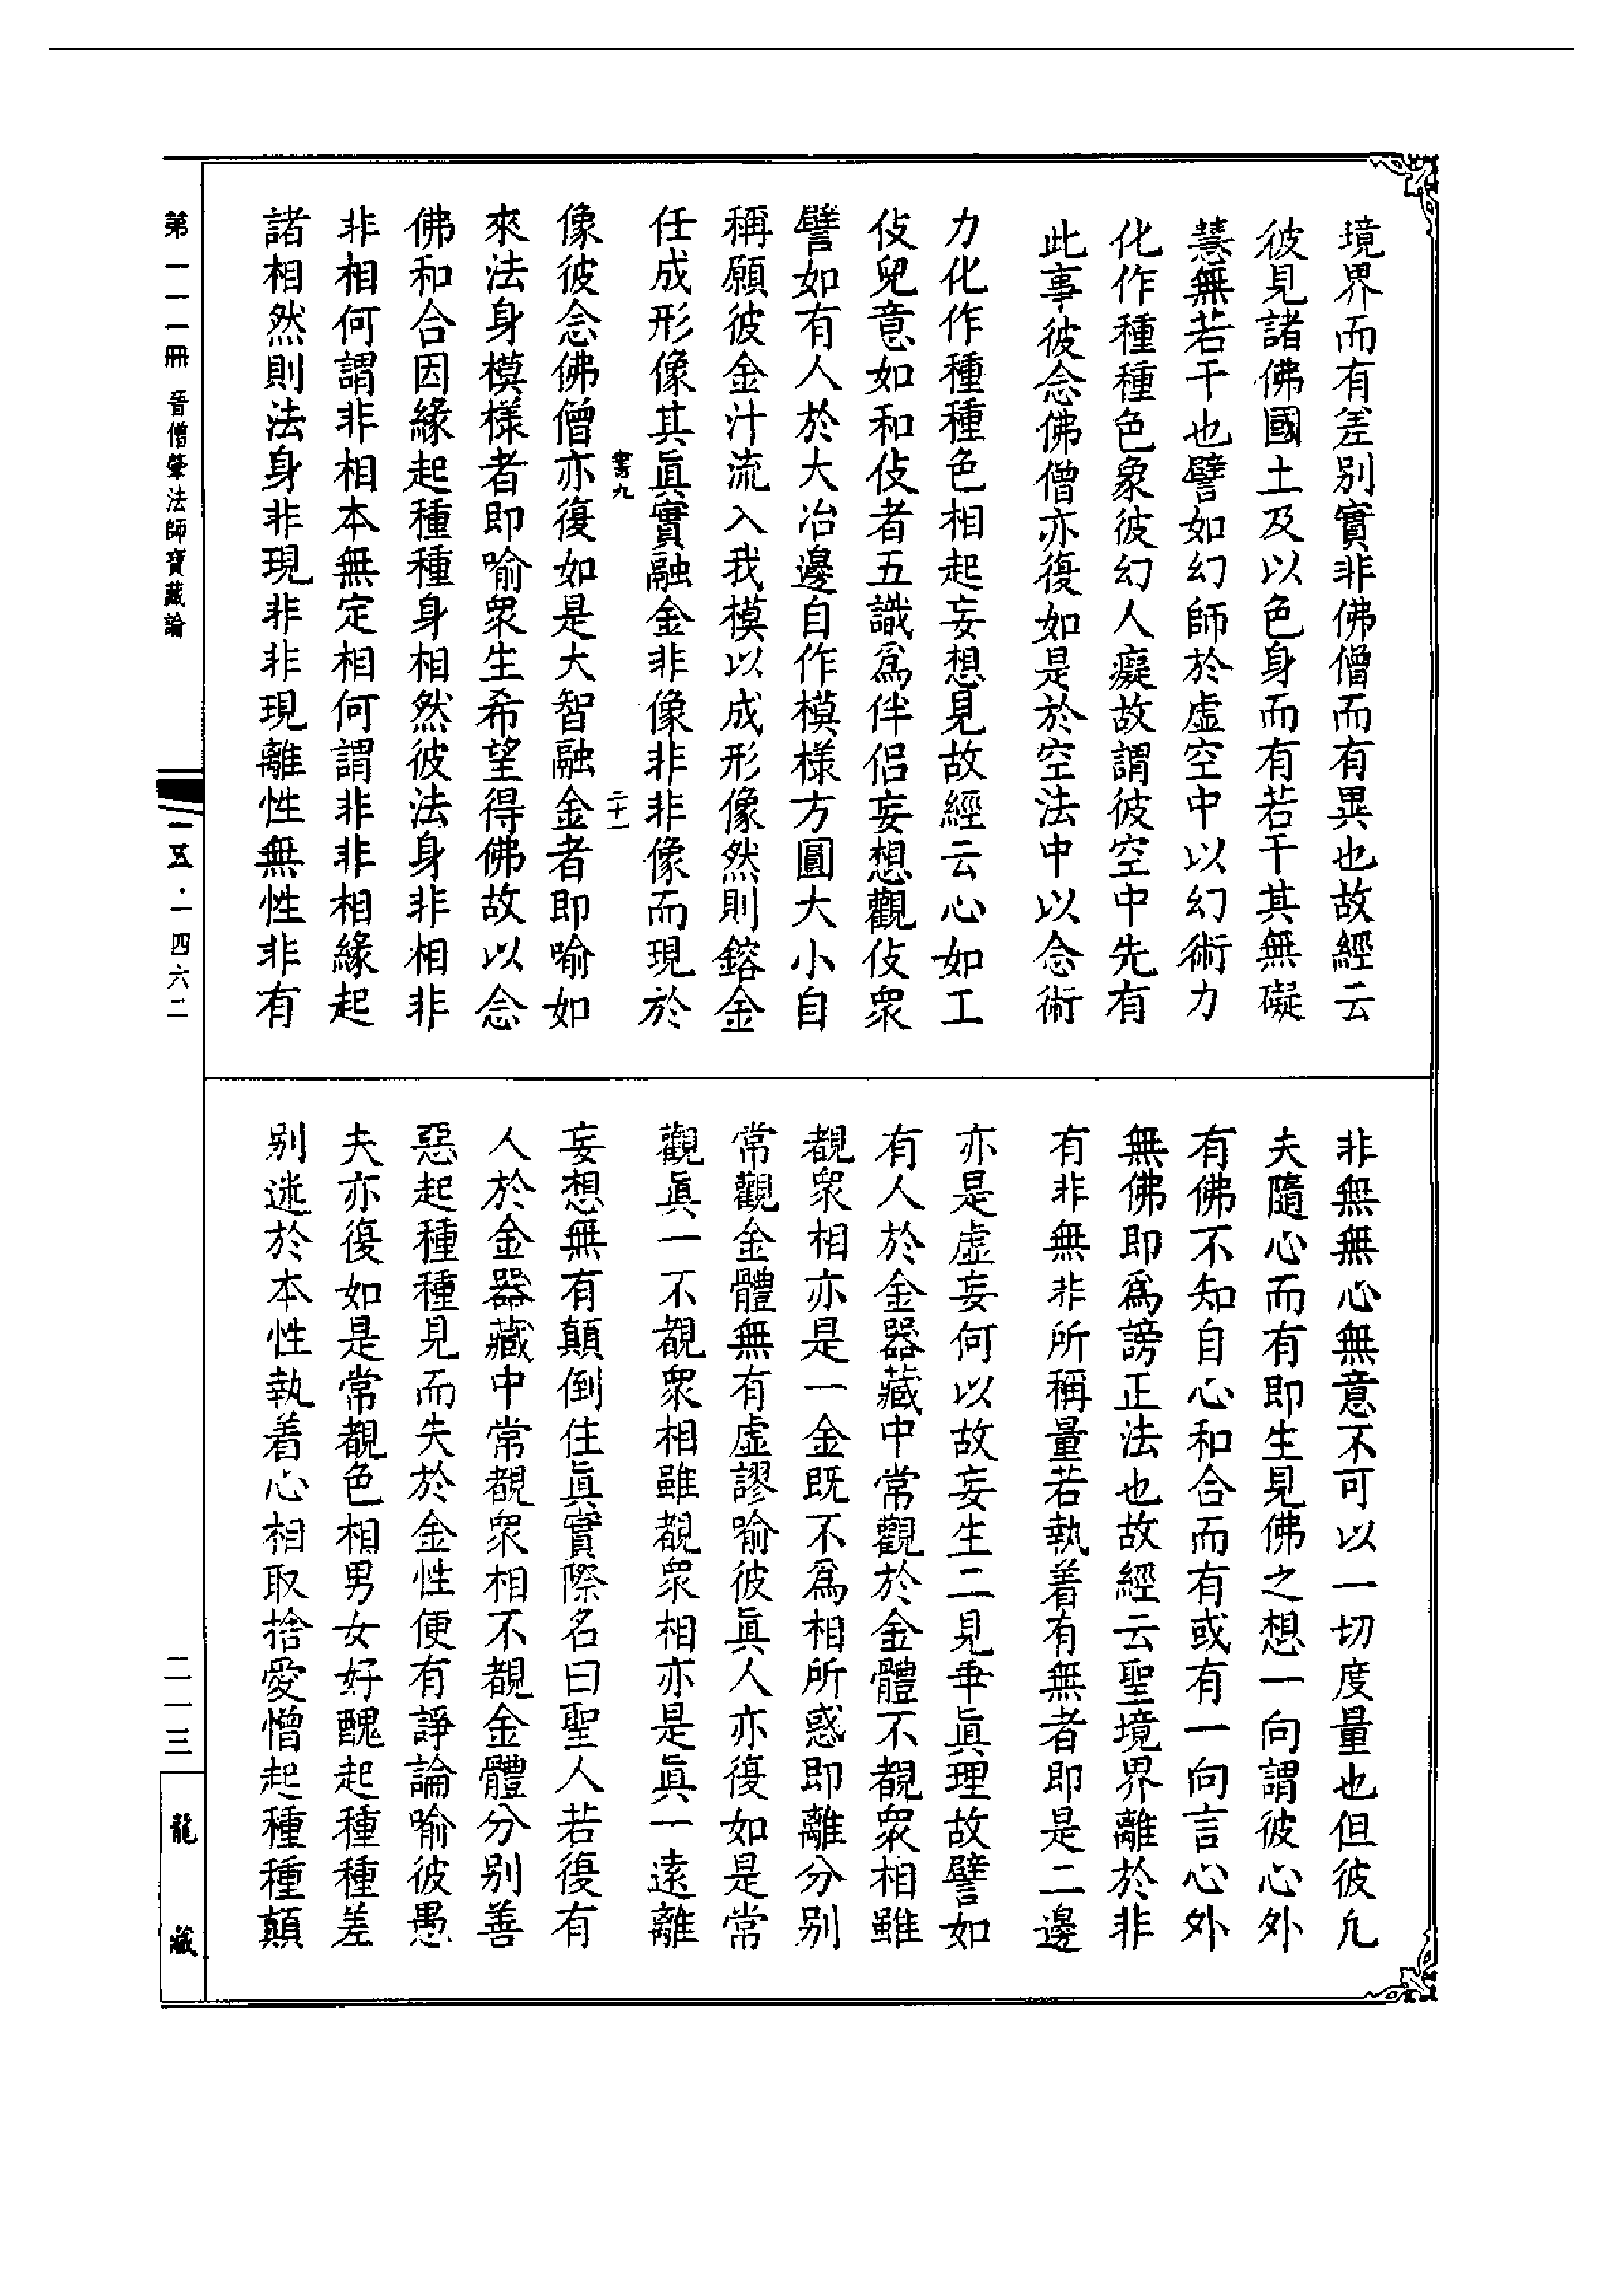 境界而有差別實非佛僧而有異也故經云
彼見諸佛國土及以色身而有若干其無礙
慧無若干也譬如幻師於虛空中以幻術力
化作種種色象彼幻人癡故謂彼空中先有
此事彼念佛僧亦復如是於空法中以念術
力化作種種色相起妄想見故經云心如工
伎兒意如和伎者五識爲伴侣妄想觀伎衆
譬如有人於大冶邊自作模樣方圓大小自
稱願彼金汁流入我模以成形像然則鎔金
任成形像其眞實融金非像非非像而現於
書九
二十一
像彼念佛僧亦復如是大智融金者即喻如
來法身模樣者即喻衆生希望得佛故以念
佛和合因緣起種種身相然彼法身非相非
非相何謂非相本無定相何謂非非相緣起
諸相然則法身非現非非現離性無性非有
非無無心無意不可以一切度量也但彼凡
夫隨心而有即生見佛之想一向謂彼心外
有佛不知自心和合而有或有一向言心外
無佛即爲謗正法也故經云聖境界離於非
有非無非所稱量若執着有無者即是二邊
亦是虛妄何以故妄生二見乖眞理故譬如
有人於金器藏中常觀於金體不覩衆相雖
覩衆相亦是一金既不爲相所惑即離分别
常觀金體無有虛謬喻彼眞人亦復如是常
觀眞一不覩衆相雖覩衆相亦是眞一遠離
妄想無有顛倒住眞實際名曰聖人若復有
人於金器藏中常覩衆相不覩金體分别善
惡起種種見而失於金性便有諍論喻彼愚
夫亦復如是常覩色相男女好醜起種種差
别迷於本性執着心相取捨愛憎起種種顛
第一一一冊 晉僧肇法師寶藏論
一五·一四六二
二一三
龍藏